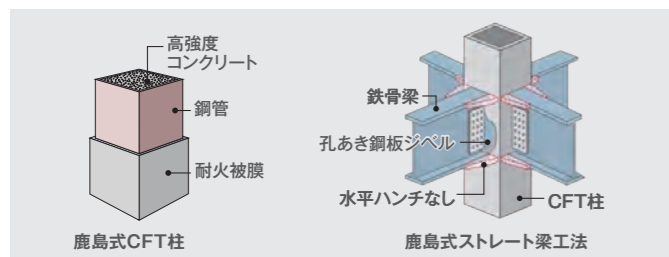 高強度
コンクリート
鋼管
耐火被膜
鹿島式CFT柱
鉄骨梁
孔あき鋼板ジベル
水平ハンチなし
CFT柱
鹿島式ストレート梁工法